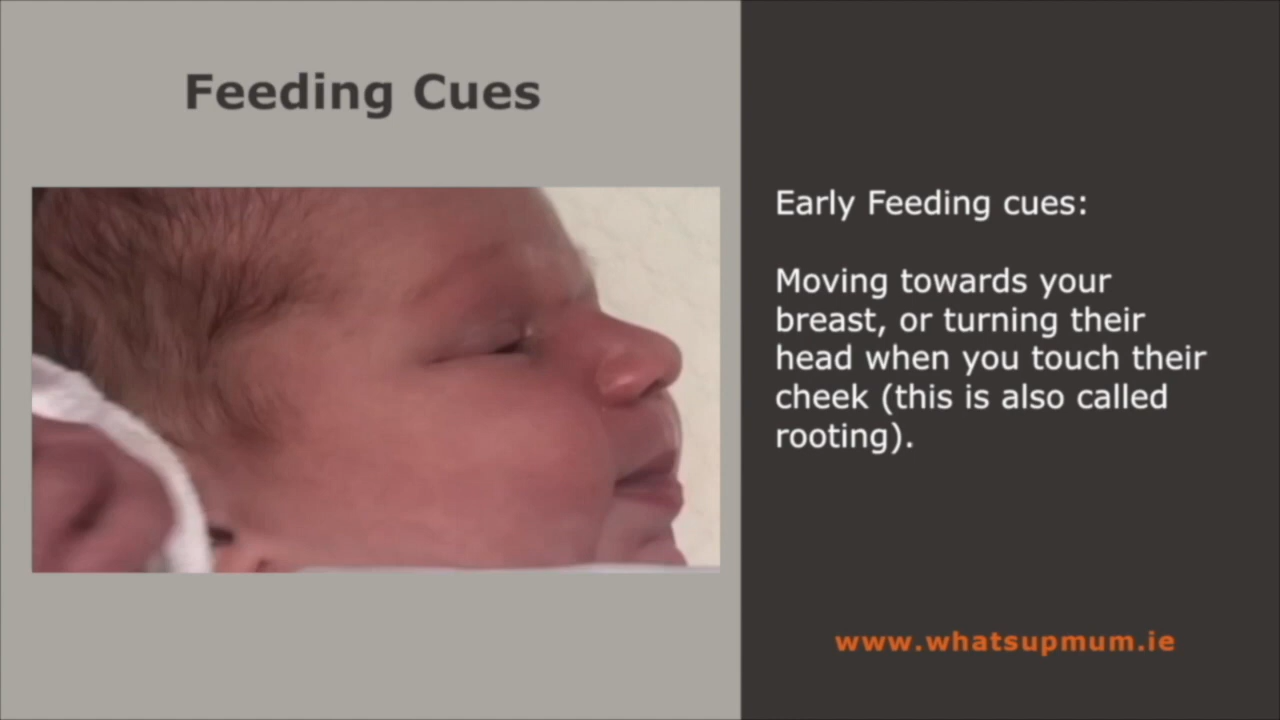 Feeding Cues
Early Feeding cues:
Moving towards your
breast, or turning their
head when you touch their
cheek (this is also called
rooting).
www.whatsupmum.ie